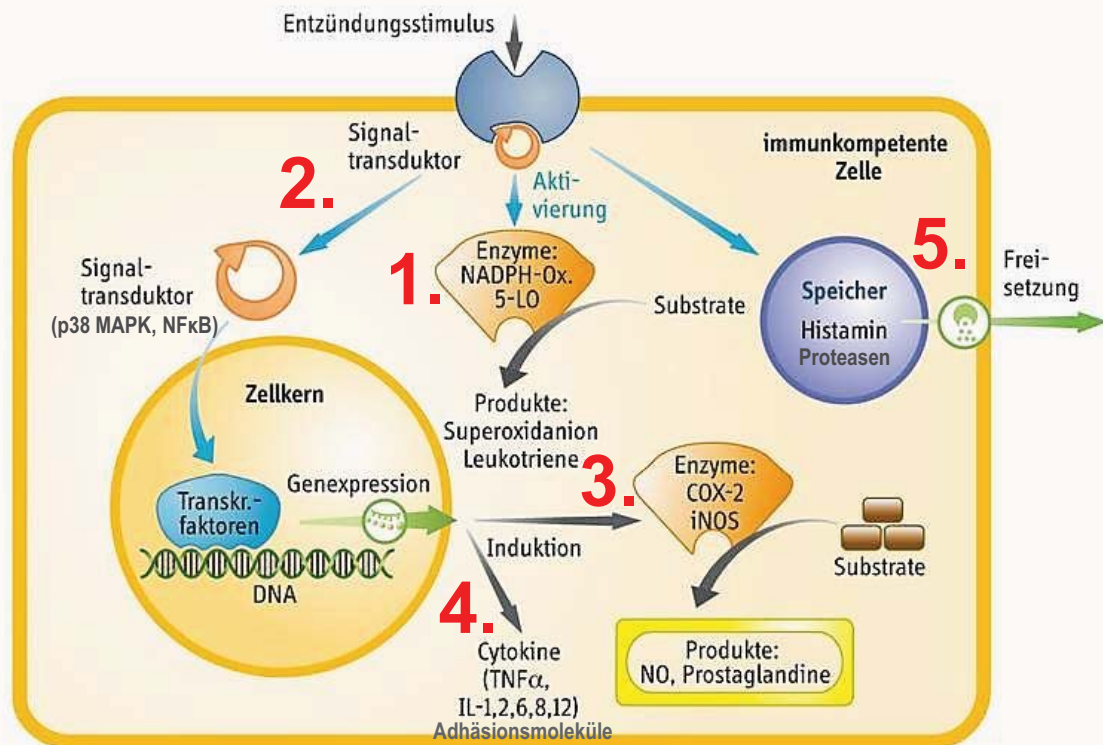 Entzündungsstimulus
Signal-
transduktor
2.
Akti-
vierung
immunkompetente
Zelle
Signal-
transduktor
(p38 MAPK, NFκB)
1.
Enzyme:
NADPH-Ox.
5-LO
Substrate
5.
Speicher
Histamin
Proteasen
Frei-
setzung
Zellkern
Produkte:
Superoxidanion
Leukotriene
Transkr.-
faktoren
Genexpression
DNA
Induktion
3.
Enzyme:
COX-2
iNOS
Substrate
4.
Cytokine
(TNFα,
IL-1,2,6,8,12)
Adhäsionsmoleküle
Produkte:
NO, Prostaglandine